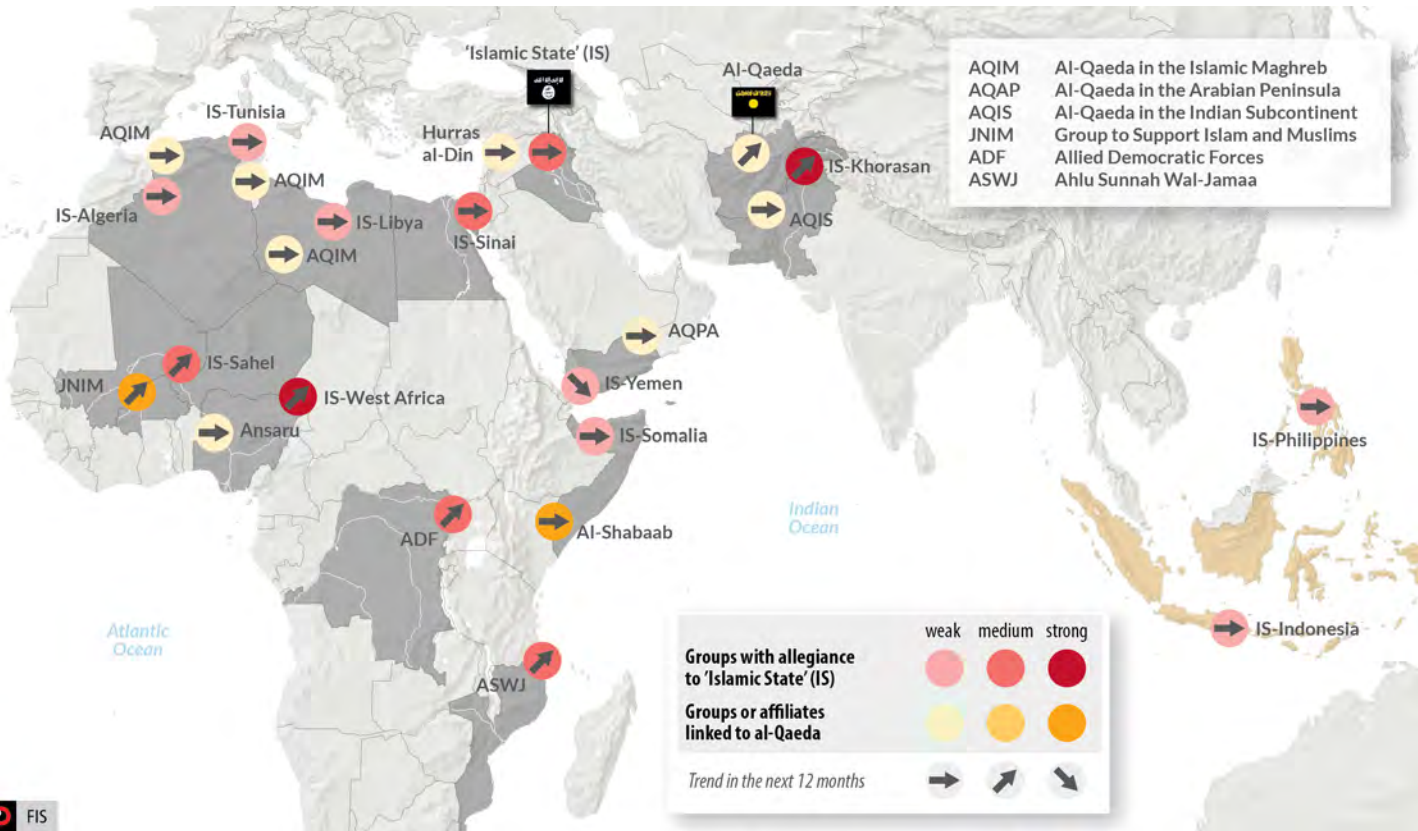 'Islamic State' (IS)
Al-Qaeda
IS-Tunisia
AQIM
Hurras
al-Din
IS-Khorasan
AQIM
IS-Algeria
IS-Libya
AQIS
IS-Sinai
AQIM
AQPA
IS-Sahel
JNIM
IS-Yemen
IS-West Africa
Ansaru
IS-Somalia
IS-Philippines
Indian
Ocean
Al-Shabaab
ADF
Atlantic
Ocean
IS-Indonesia
ASWJ
AQIM Al-Qaeda in the Islamic Maghreb
AQAP Al-Qaeda in the Arabian Peninsula
AQIS Al-Qaeda in the Indian Subcontinent
JNIM Group to Support Islam and Muslims
ADF Allied Democratic Forces
ASWJ Ahlu Sunnah Wal-Jamaa
weak medium strong
Groups with allegiance
to 'Islamic State' (IS)
Groups or affiliates
linked to al-Qaeda
Trend in the next 12 months
FIS